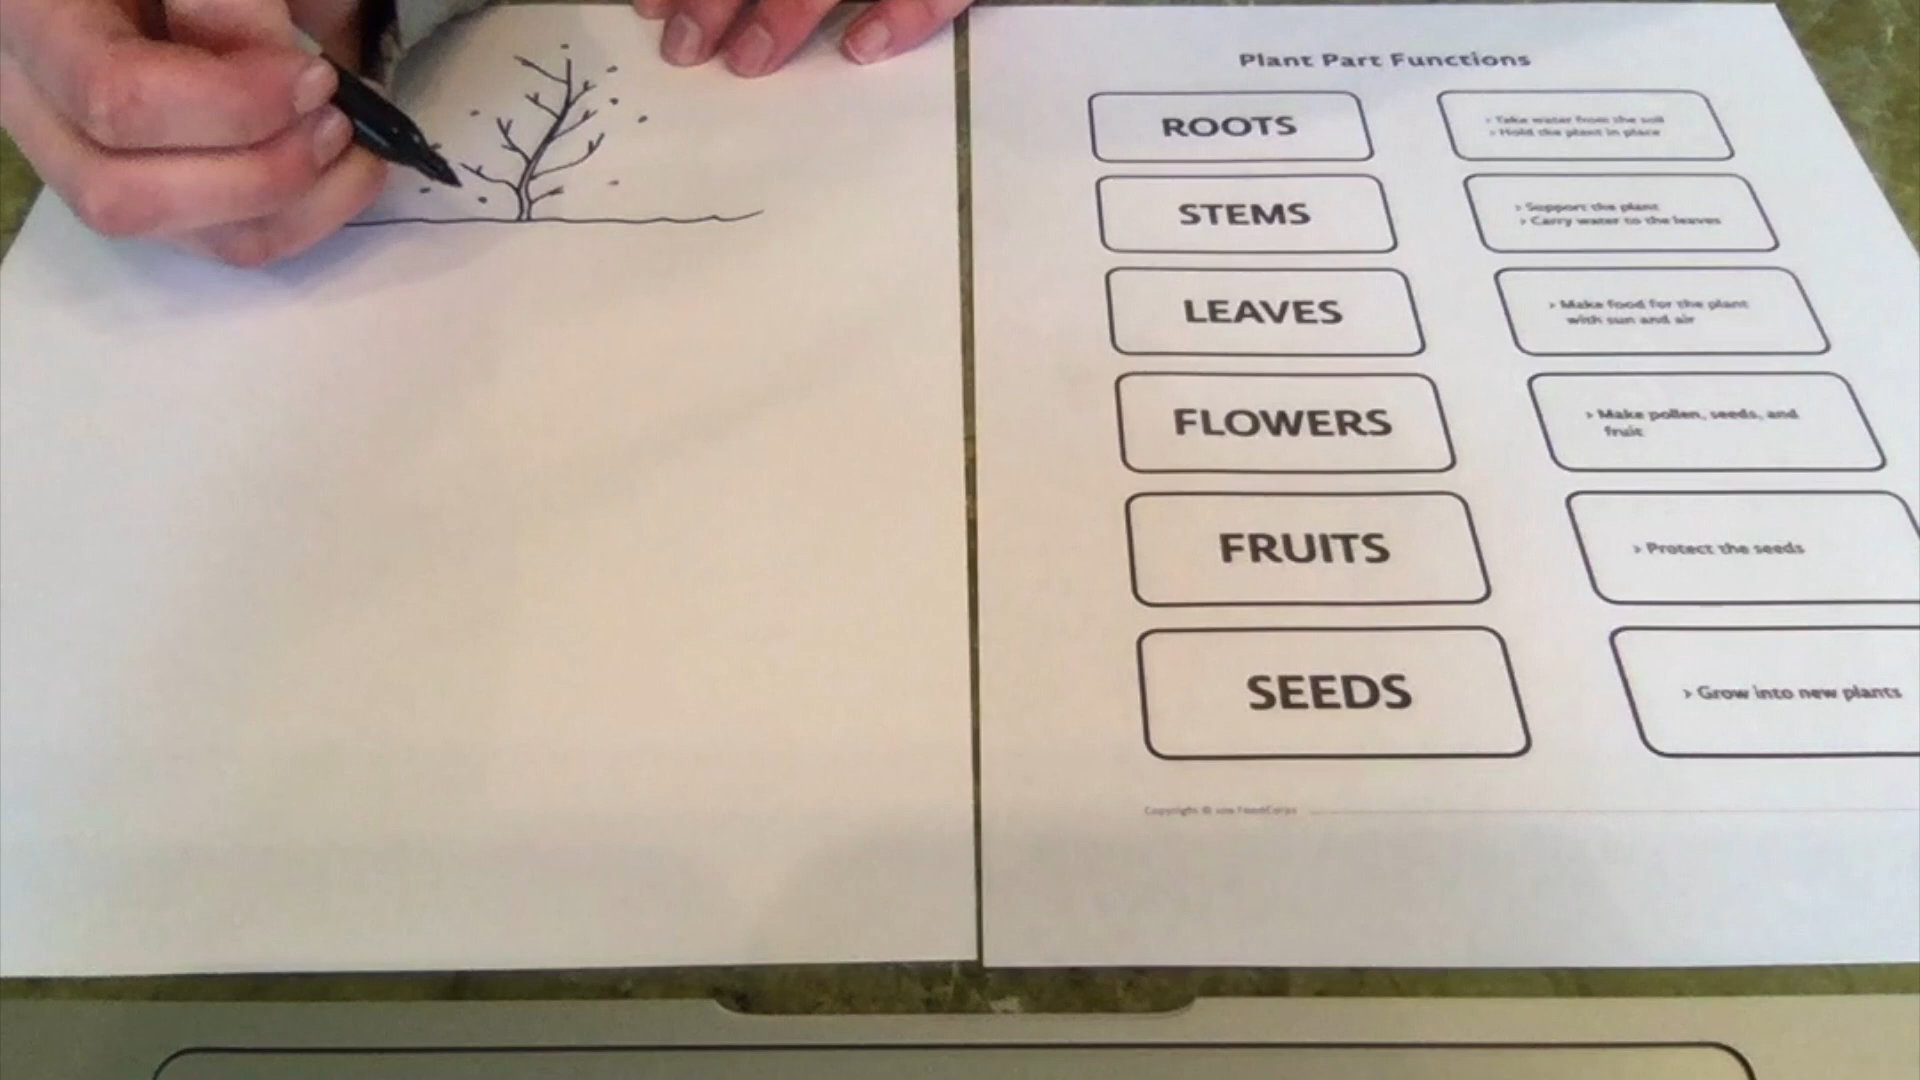 Plant Part Functions
ROOTS
› Take water from the soil
› Hold the plant in place
STEMS
› Support the plant
› Carry water to the leaves
LEAVES
› Make food for the plant
with sun and air
FLOWERS
› Make pollen, seeds, and
fruit
FRUITS
› Protect the seeds
SEEDS
› Grow into new plants
Copyright ©
FoodCorps